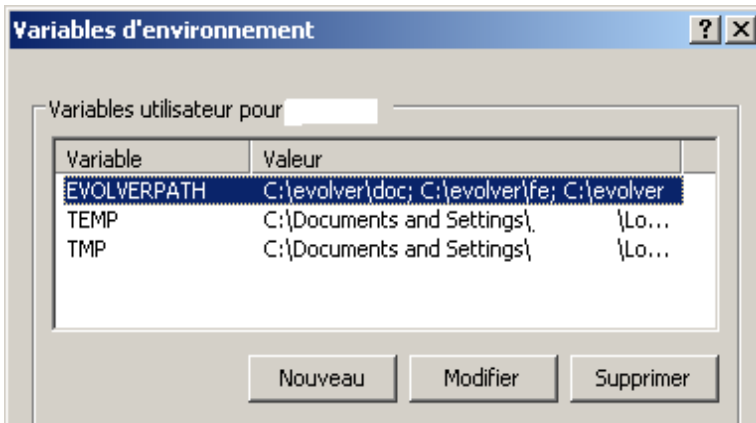 Variables d'environnement
Variables utilisateur pour
Variable Valeur
EVOLVERPATH C:\evolver\doc; C:\evolver\fe; C:\evolver
TEMP C:\Documents and Settings\ \Lo...
TMP C:\Documents and Settings\ \Lo...
Nouveau Modifier Supprimer